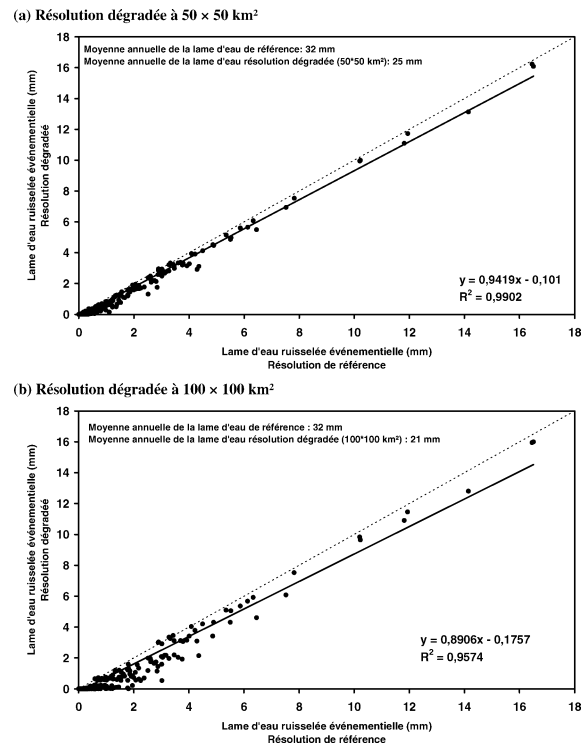 (a) Résolution dégradée à 50 × 50 km²
18
16
14
12
10
8
6
4
2
0
Lame d'eau ruisselée événementielle (mm)
Résolution dégradéé
Moyenne annuelle de la lame d'eau de référence: 32 mm
Moyenne annuelle de la lame d'eau résolution dégradée (50*50 km²): 25 mm
y = 0,9419x - 0,101
R² = 0,9902
0 2 4 6 8 10 12 14 16 18
Lame d'eau ruisselée événementielle (mm)
Résolution de référence
(b) Résolution dégradée à 100 × 100 km²
18
16
14
12
10
8
6
4
2
0
Lame d'eau ruisselée événementielle (mm)
Résolution dégradée
Moyenne annuelle de la lame d'eau de référence : 32 mm
Moyenne annuelle de la lame d'eau résolution dégradée (100*100 km²) : 21 mm
y = 0,8906x - 0,1757
R² = 0,9574
0 2 4 6 8 10 12 14 16 18
Lame d'eau ruisselée événementielle (mm)
Résolution de référence